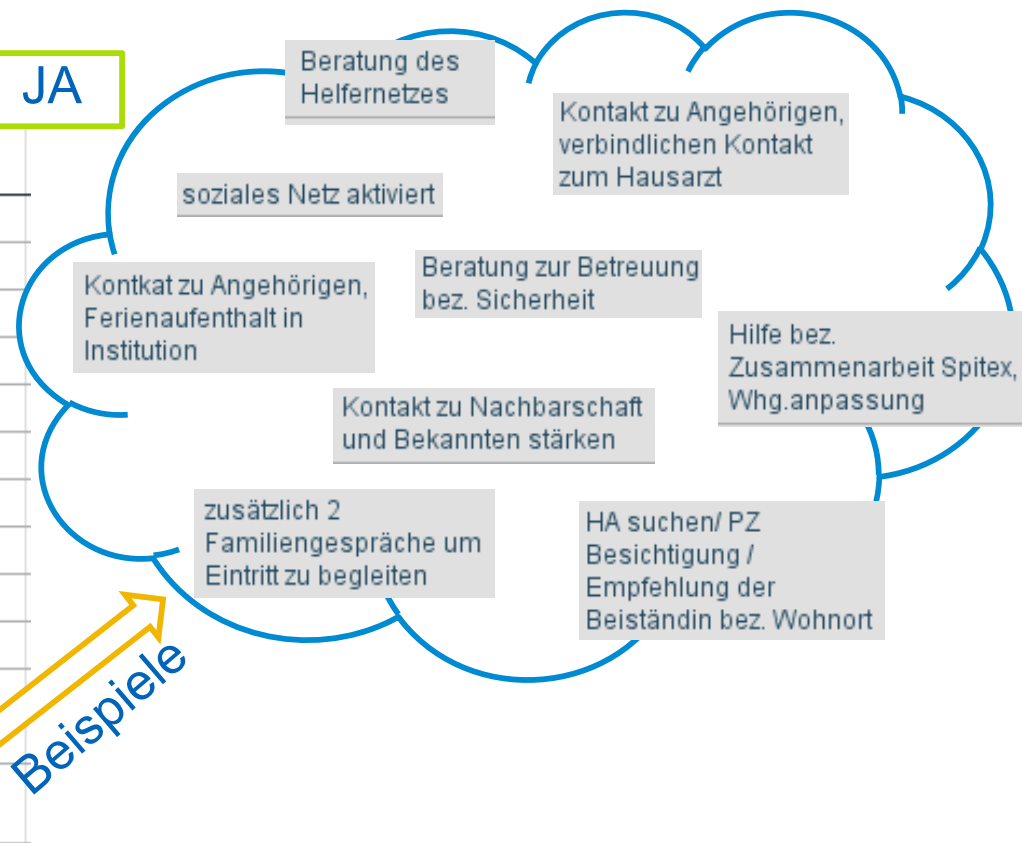 JA
Beratung des
Helfernetzes
Kontakt zu Angehörigen,
verbindlichen Kontakt
zum Hausarzt
soziales Netz aktiviert
Beratung zur Betreuung
bez. Sicherheit
Kontkat zu Angehörigen,
Ferienaufenthalt in
Institution
Hilfe bez.
Zusammenarbeit Spitex,
Whg.anpassung
Kontakt zu Nachbarschaft
und Bekannten stärken
zusätzlich 2
Familiengespräche um
Eintritt zu begleiten
HA suchen/ PZ
Besichtigung /
Empfehlung der
Beiständin bez. Wohnort
Beispiele